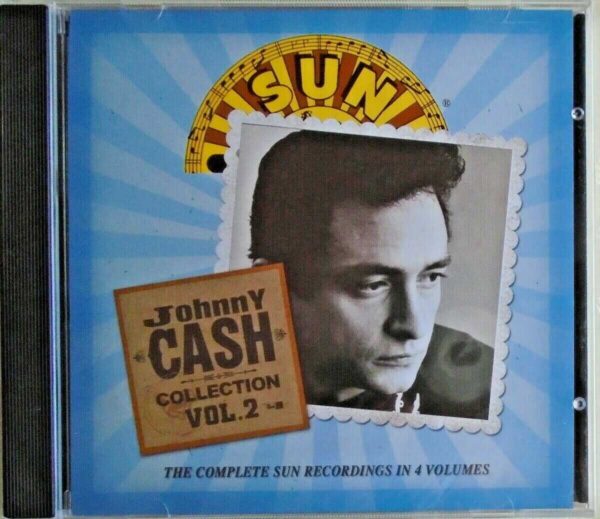 SUN
®
Johnny
CASH
COLLECTION
VOL.2
THE COMPLETE SUN RECORDINGS IN 4 VOLUMES